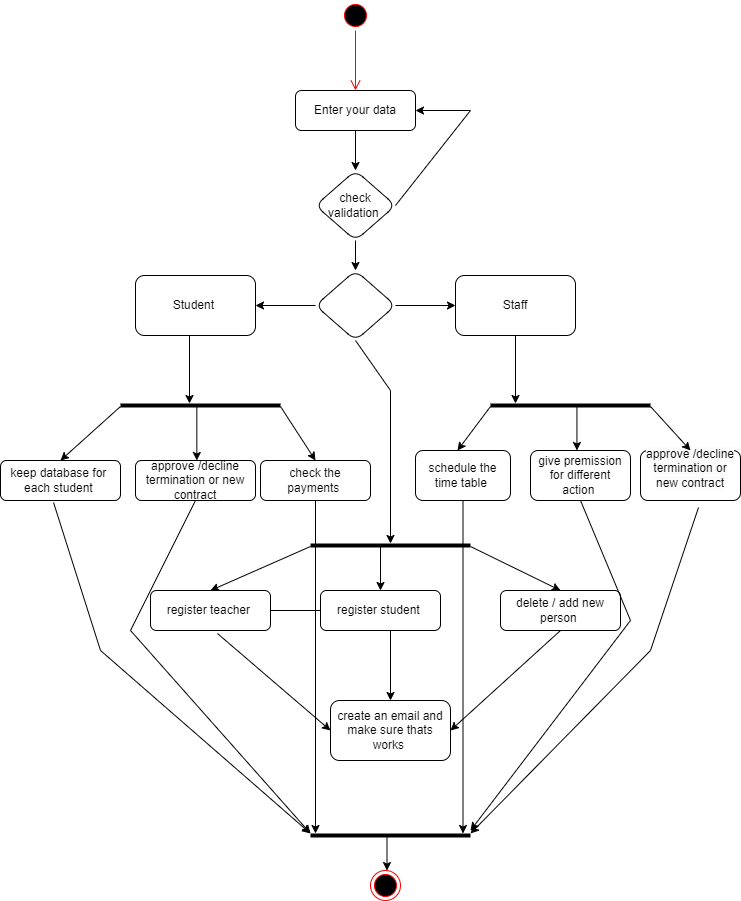 Enter your data
check
validation
Student
Staff
keep database for
each student
approve /decline
termination or new
contract
check the
payments
schedule the
time table
give premission
for different
action
approve /decline
termination or
new contract
register teacher
register student
delete / add new
person
create an email and
make sure thats
works